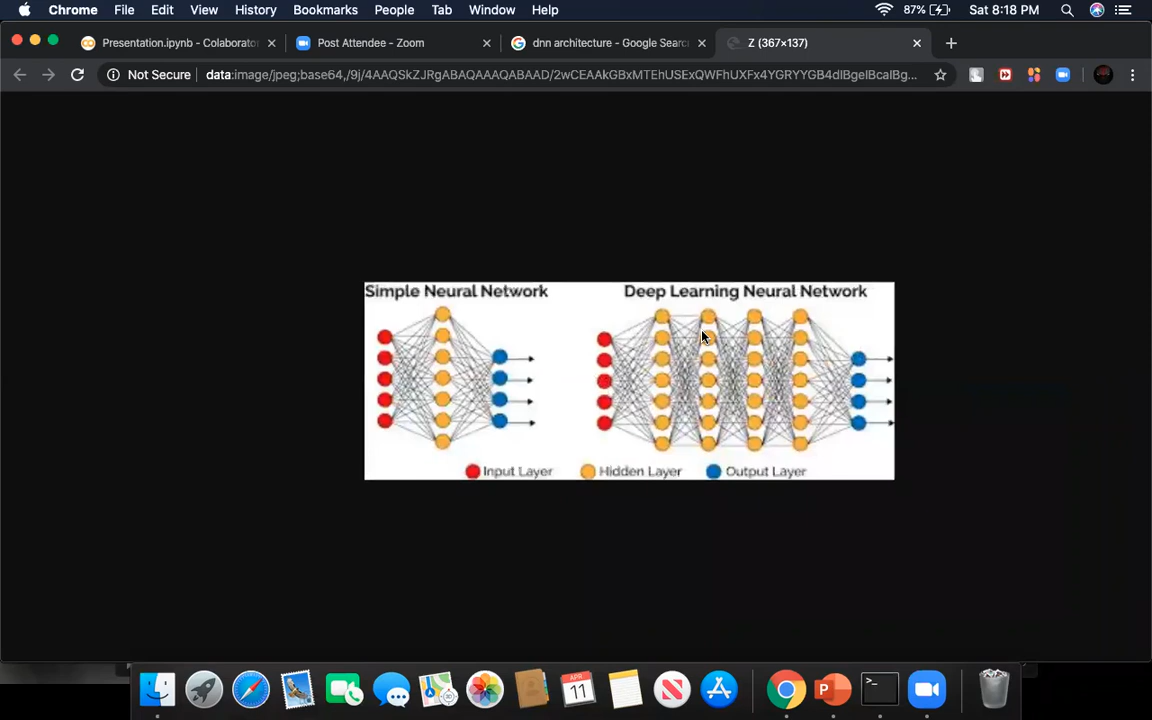 Chrome File Edit View History Bookmarks People Tab Window Help 87% Sat 8:18 PM
Presentation.ipynb - Colaborato Post Attendee - Zoom dnn architecture - Google Searc Z (367×137)
Not Secure data:image/jpeg;base64,/9j/4AAQSkZJRgABAQAAAQABAAD/2wCEAAkGBxMTEhUSExQWFhUXFx4YGRYYGB4dIBgeIBcaIBg...
Simple Neural Network Deep Learning Neural Network
Input Layer Hidden Layer Output Layer
APR
11